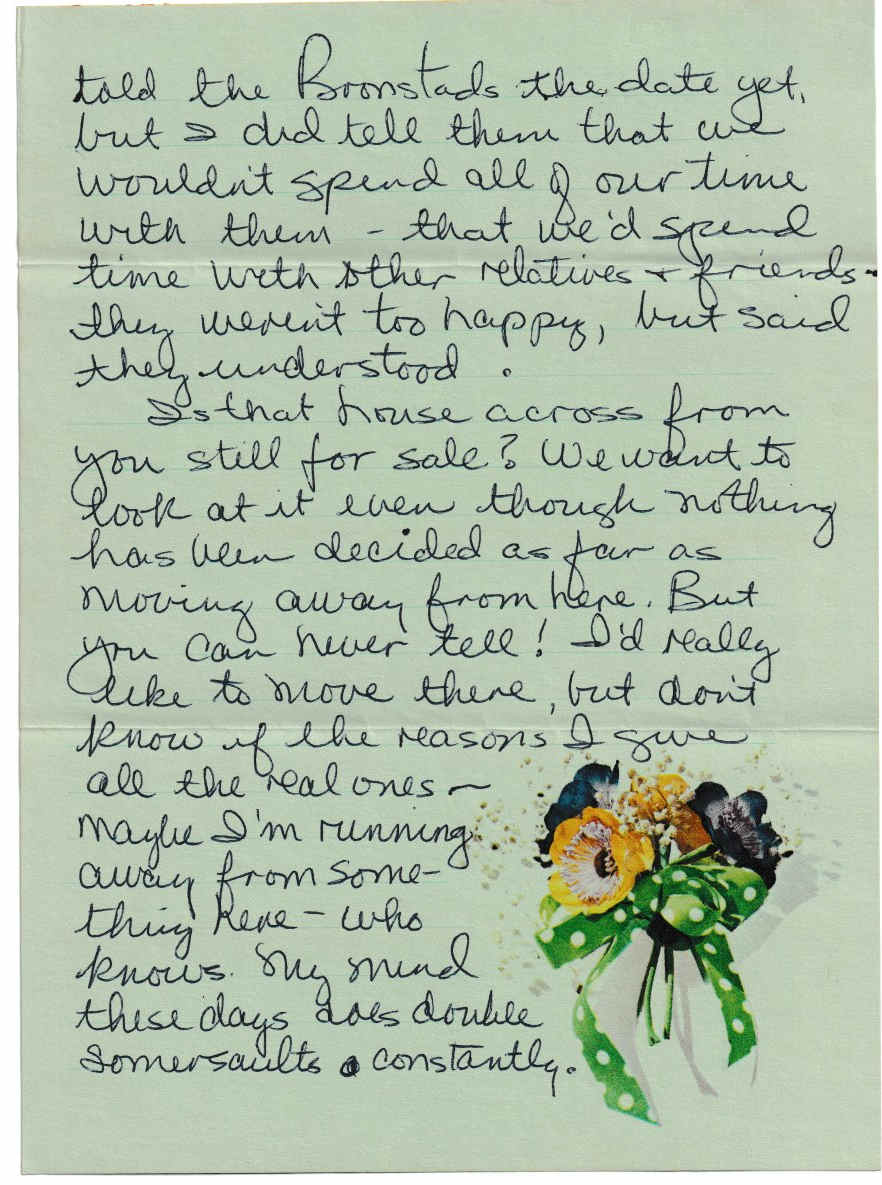 told the Bronstads the date yet,
but I did tell them that we
wouldn't spend all of our time
with them - that we'd spend
time with other relatives + friends -
they weren't too happy, but said
they understood.
Is that house across from
you still for sale? We want to
look at it even though nothing
has been decided as far as
moving away from here. But
you can never tell! I'd really
like to move there, but don't
know if the reasons I give
all the real ones -
maybe I'm running
away from some-
thing here - who
knows. My mind
these days does double
somersaults constantly.